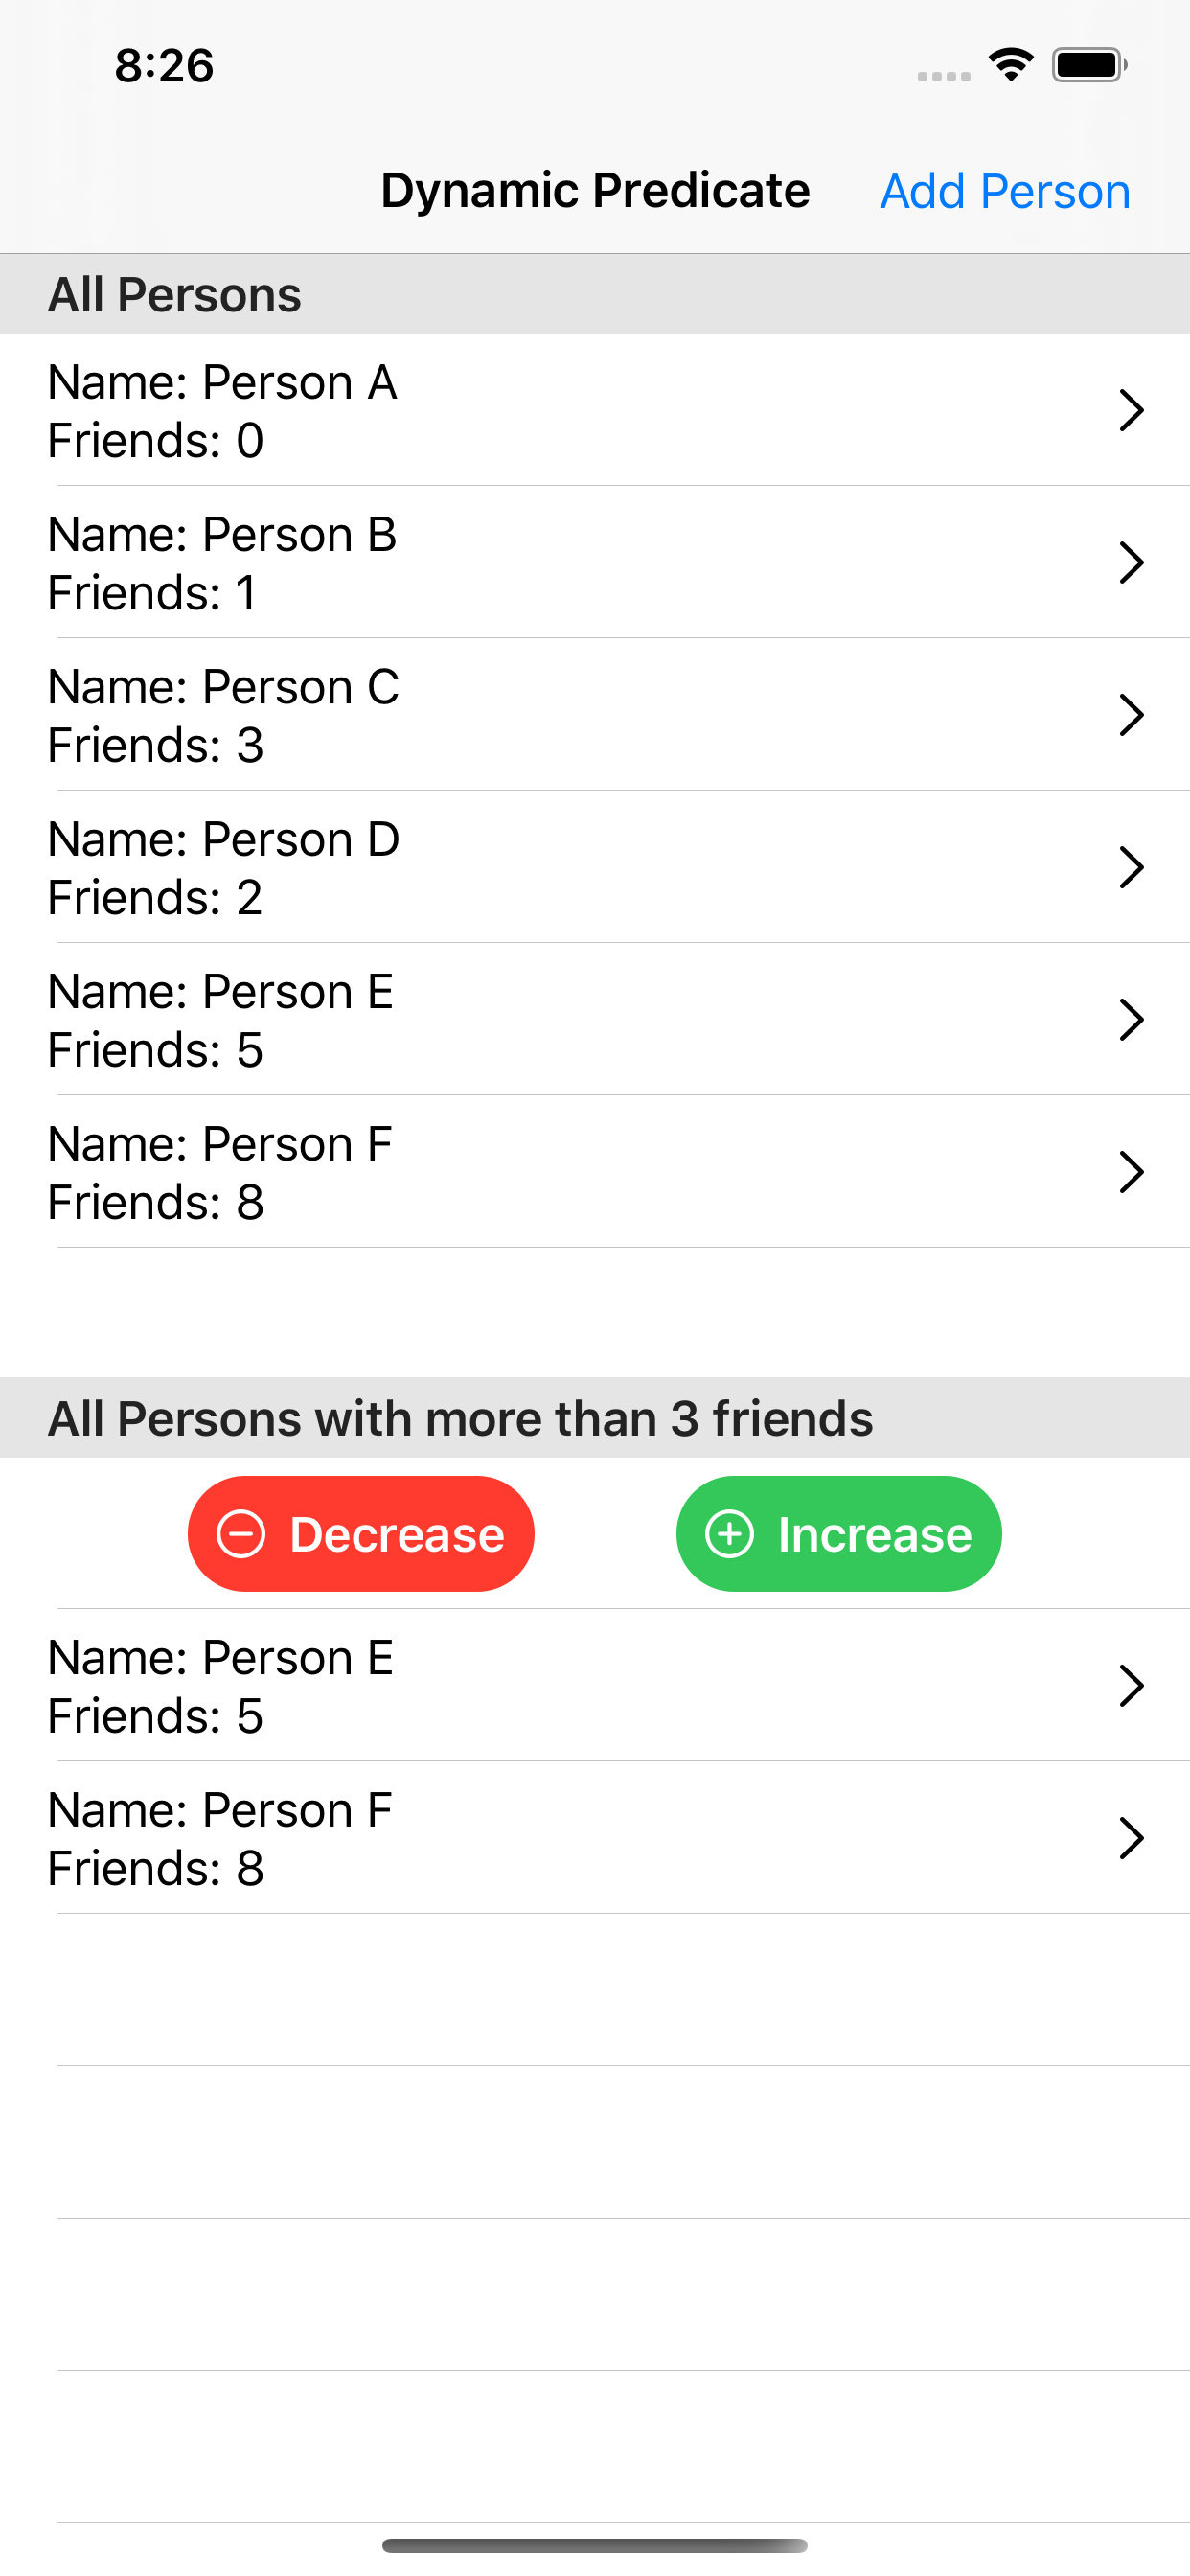 8:26
Dynamic Predicate
Add Person
All Persons
Name: Person A
Friends: 0
Name: Person B
Friends: 1
Name: Person C
Friends: 3
Name: Person D
Friends: 2
Name: Person E
Friends: 5
Name: Person F
Friends: 8
All Persons with more than 3 friends
Decrease
Increase
Name: Person E
Friends: 5
Name: Person F
Friends: 8